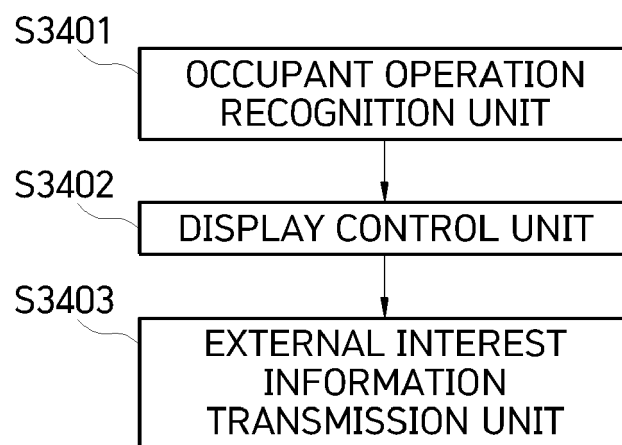 S3401
OCCUPANT OPERATION
RECOGNITION UNIT
S3402
DISPLAY CONTROL UNIT
S3403
EXTERNAL INTEREST
INFORMATION
TRANSMISSION UNIT